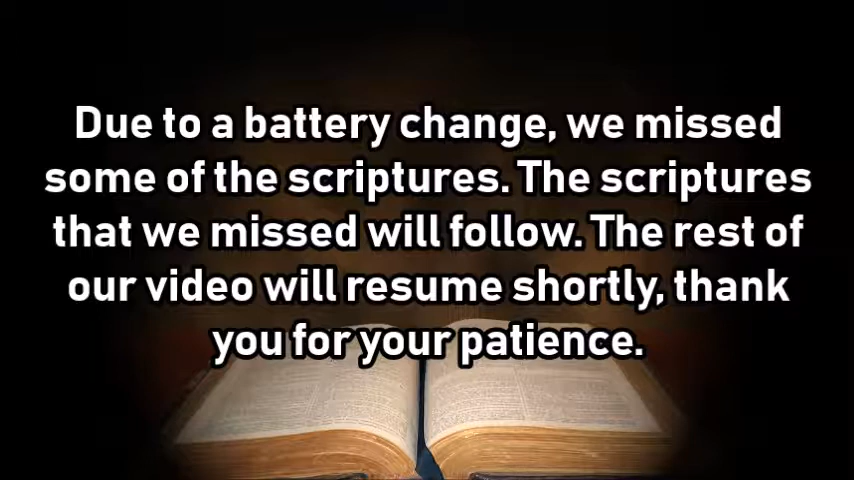 Due to a battery change, we missed
some of the scriptures. The scriptures
that we missed will follow. The rest of
our video will resume shortly, thank
you for your patience.